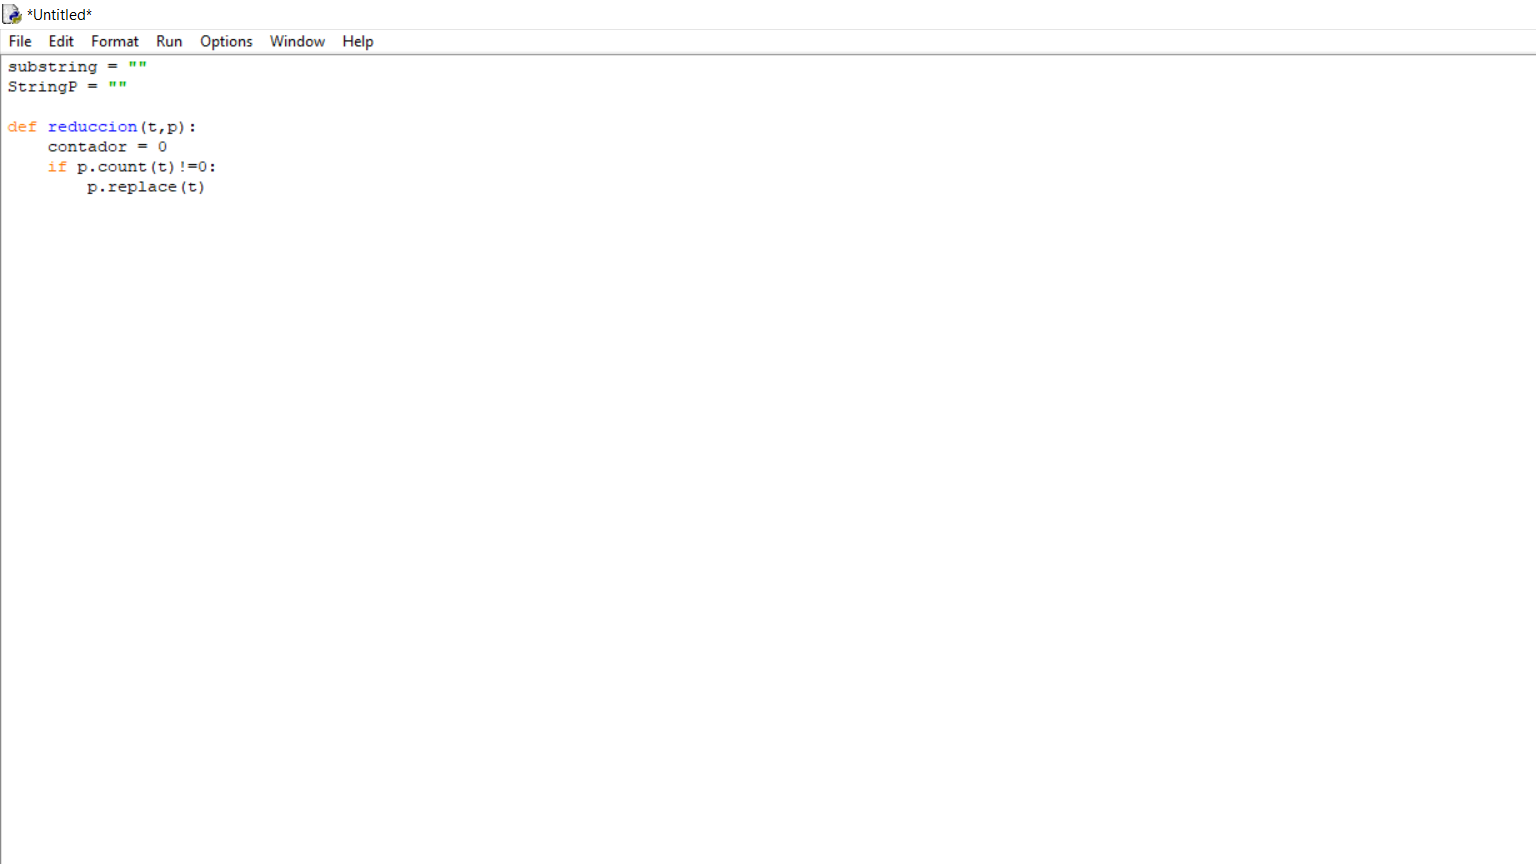 *Untitled*
File Edit Format Run Options Window Help
substring = ""
StringP = ""
def reduccion(t,p):
    contador = 0
    if p.count(t)!=0:
        p.replace(t)